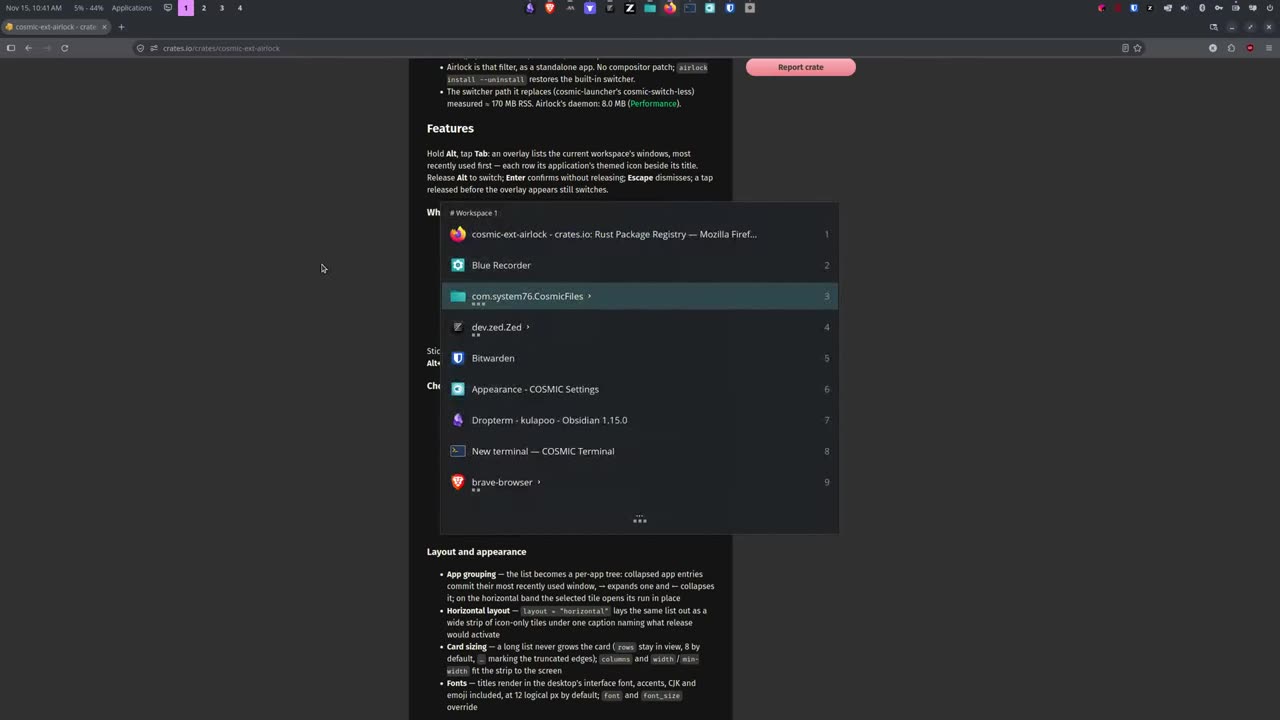 Nov 15, 10:41 AM
5% - 44%
Applications
1
2
3
4
cosmic-ext-airlock - crate
crates.io/crates/cosmic-ext-airlock
Airlock is that filter, as a standalone app. No compositor patch; airlock
install --uninstall restores the built-in switcher.
The switcher path it replaces (cosmic-launcher's cosmic-switch-less)
measured ≈ 170 MB RSS. Airlock's daemon: 8.0 MB (Performance).
Report crate
Features
Hold Alt, tap Tab: an overlay lists the current workspace's windows, most
recently used first — each row its application's themed icon beside its title.
Release Alt to switch; Enter confirms without releasing; Escape dismisses; a tap
released before the overlay appears still switches.
Wh
# Workspace 1
cosmic-ext-airlock - crates.io: Rust Package Registry — Mozilla Firef… 1
Blue Recorder 2
com.system76.CosmicFiles › 3
dev.zed.Zed › 4
Bitwarden 5
Appearance - COSMIC Settings 6
Dropterm - kulapoo - Obsidian 1.15.0 7
New terminal — COSMIC Terminal 8
brave-browser › 9
…
Stic
Alt+
Cho
Layout and appearance
App grouping — the list becomes a per-app tree: collapsed app entries
commit their most recently used window, → expands one and ← collapses
it; on the horizontal band the selected tile opens its run in place
Horizontal layout — layout = "horizontal" lays the same list out as a
wide strip of icon-only tiles under one caption naming what release
would activate
Card sizing — a long list never grows the card ( rows stay in view, 8 by
default, … marking the truncated edges); columns and width / min-
width fit the strip to the screen
Fonts — titles render in the desktop's interface font, accents, CJK and
emoji included, at 12 logical px by default; font and font_size
override